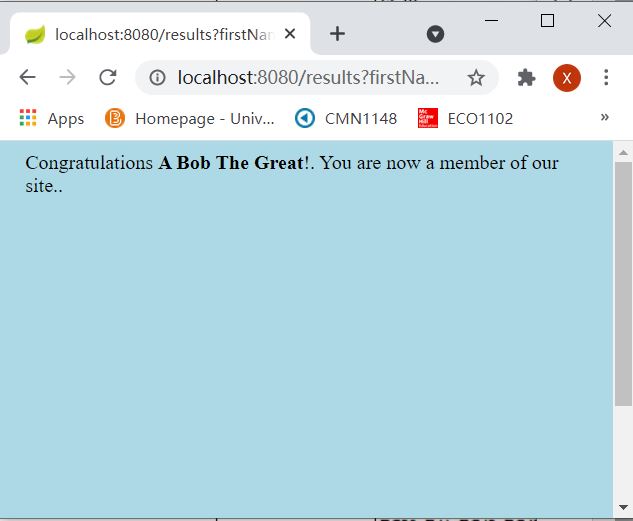 localhost:8080/results?firstNan
localhost:8080/results?firstNa...
X
Apps
Homepage - Univ...
CMN1148
Mc Graw Hill Education
ECO1102
»
Congratulations A Bob The Great!. You are now a member of our
site..